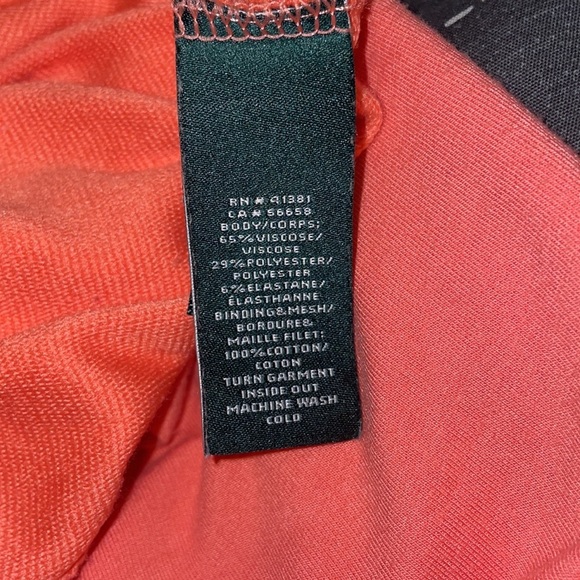 RN # 41381
CA # 56658
BODY/CORPS;
65%VISCOSE/
VISCOSE
29%POLYESTER/
POLYESTER
6%ELASTANE/
ÉLASTHANNE
BINDING&MESH/
BORDURE&
MAILLE FILET;
100%COTTON/
COTON
TURN GARMENT
INSIDE OUT
MACHINE WASH
COLD